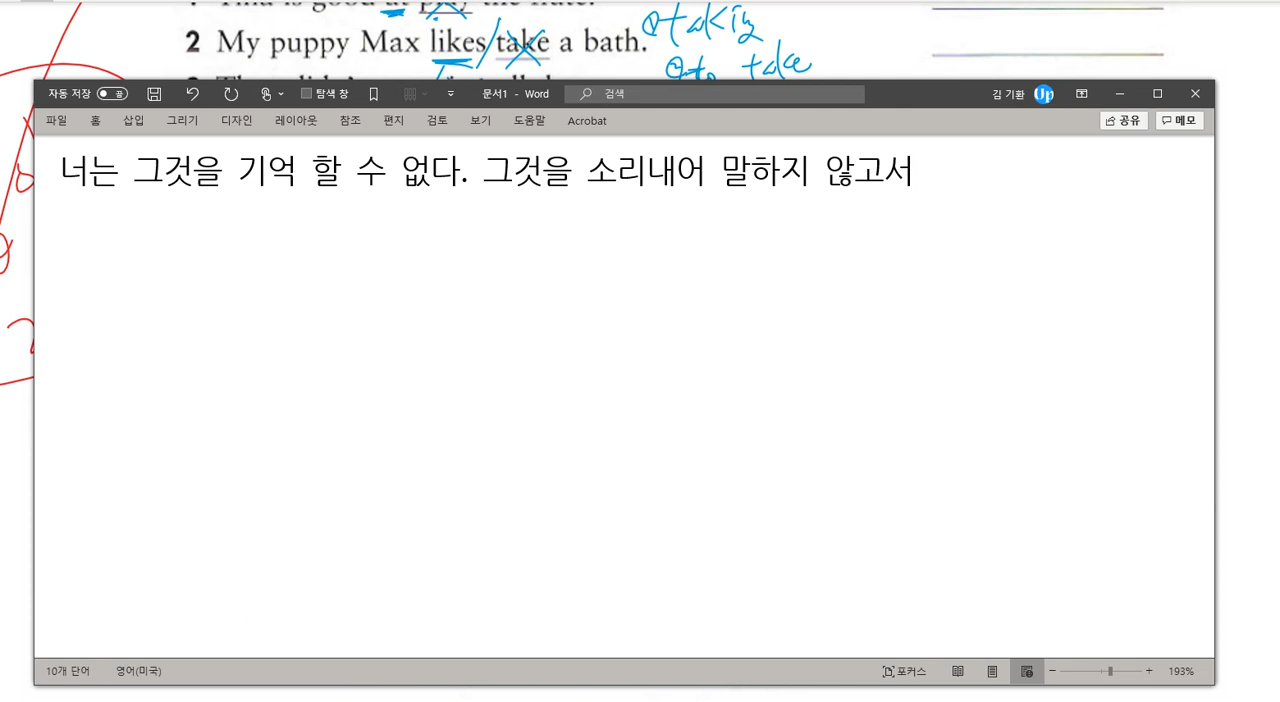 2 My puppy Max likes / take a bath. ① taking
② to take
자동 저장 끔 탐색 창 문서1 - Word 검색 김 기환 Up
파일 홈 삽입 그리기 디자인 레이아웃 참조 편지 검토 보기 도움말 Acrobat 공유 메모
너는 그것을 기억 할 수 없다. 그것을 소리내어 말하지 않고서
10개 단어 영어(미국) 포커스 193%